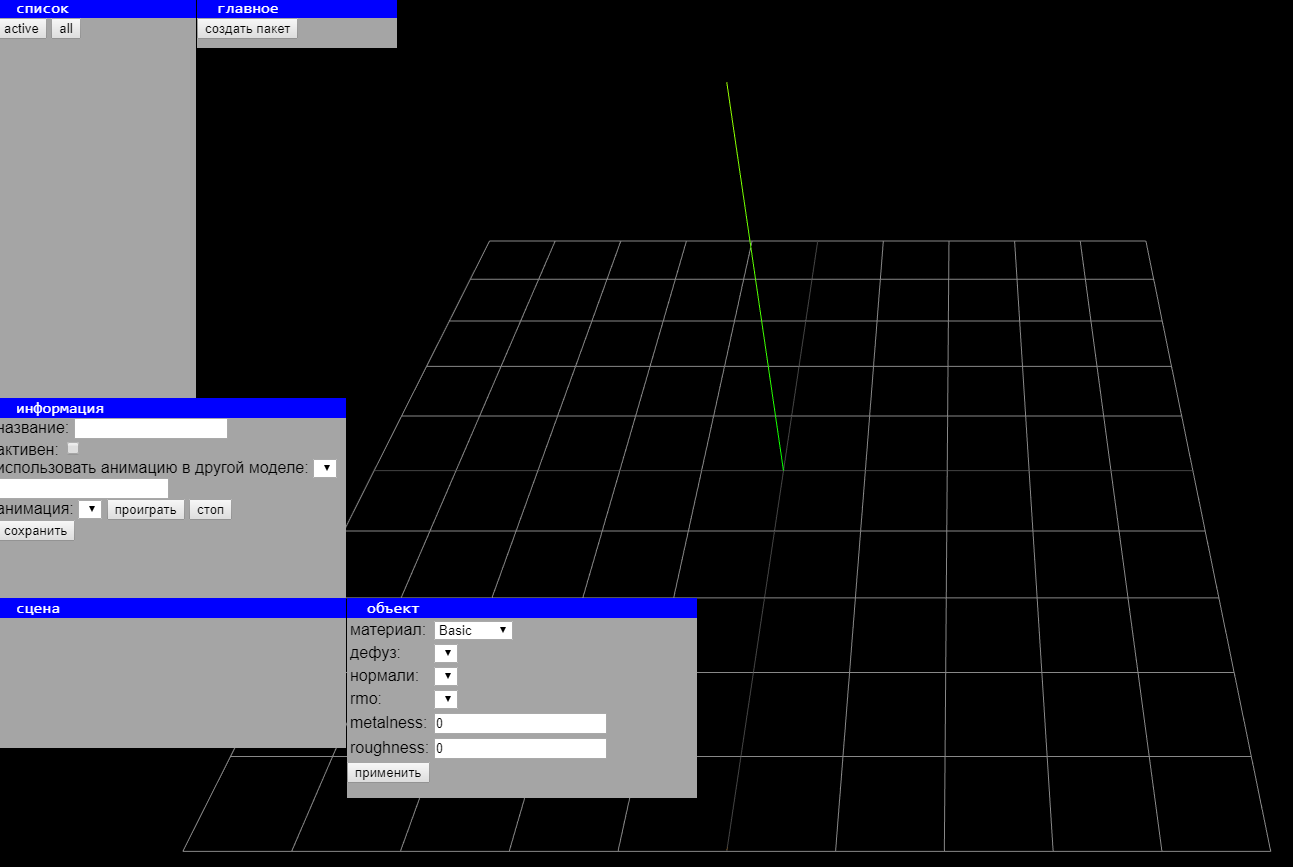 список
главное
active all
создать пакет
информация
название:
активен:
использовать анимацию в другой моделе:
анимация: проиграть стоп
сохранить
сцена
объект
материал: Basic
дефуз:
нормали:
rmo:
metalness: 0
roughness: 0
применить